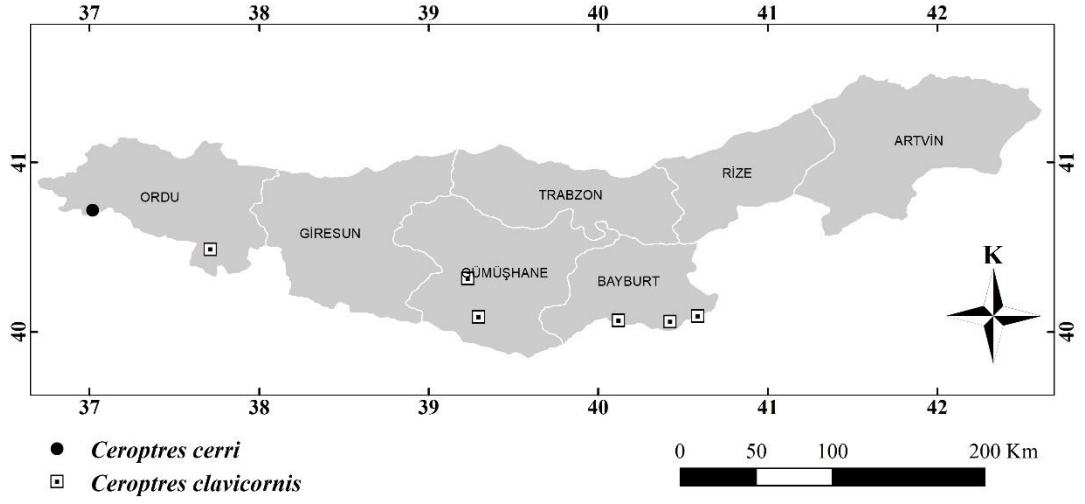 37 38 39 40 41 42
41 41
ARTVİN
RİZE
ORDU TRABZON
GİRESUN
GÜMÜŞHANE
BAYBURT
K
40 40
37 38 39 40 41 42
Ceroptres cerri
Ceroptres clavicornis
0 50 100 200 Km